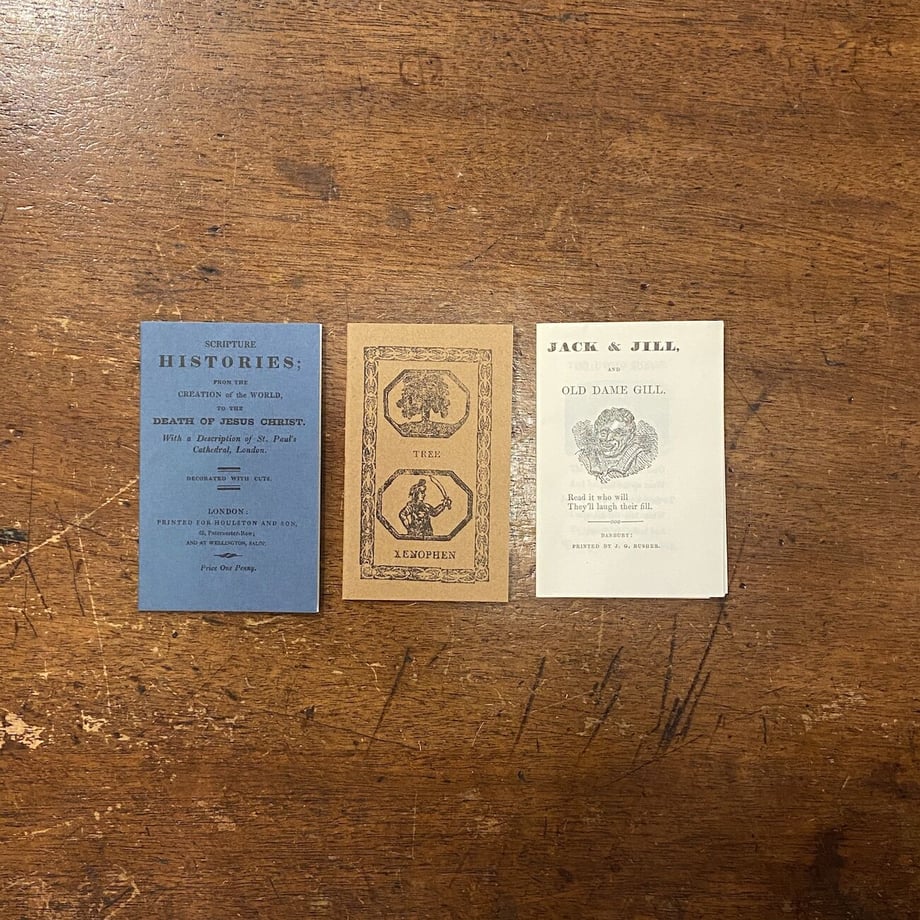 SCRIPTURE
HISTORIES;
FROM THE
CREATION of the WORLD,
TO THE
DEATH OF JESUS CHRIST.
With a Description of St. Paul's
Cathedral, London.
DECORATED WITH CUTS.
LONDON:
PRINTED FOR HOULSTON AND SON,
65, Paternoster-Row;
AND AT WELLINGTON, SALOP.
Price One Penny.
TREE
XENOPHEN
JACK & JILL,
AND
OLD DAME GILL.
Read it who will
They'll laugh their fill.
BANBURY:
PRINTED BY J. G. RUSHER.